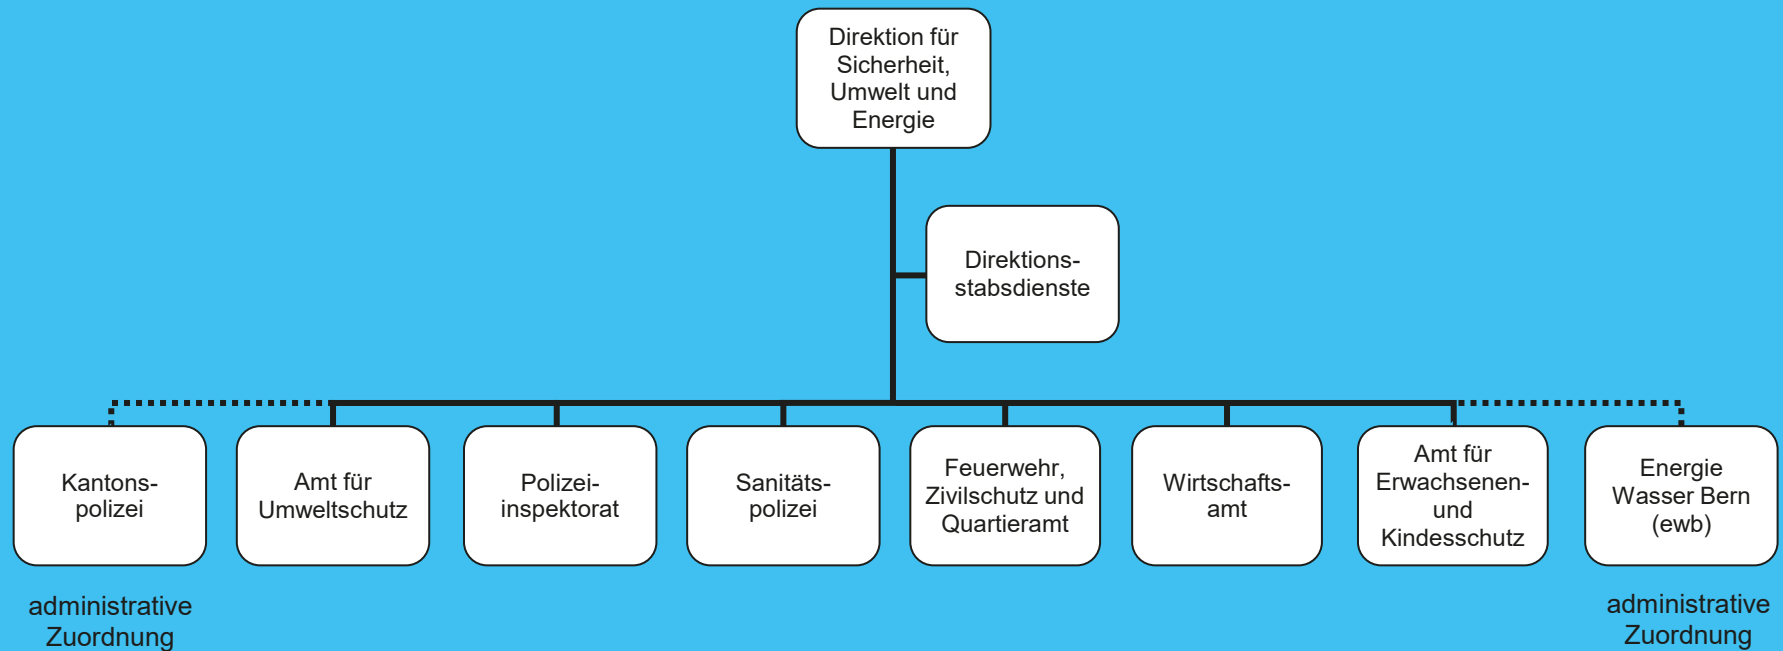 Direktion für
Sicherheit,
Umwelt und
Energie
Direktions-
stabsdienste
Kantons-
polizei
Amt für
Umweltschutz
Polizei-
inspektorat
Sanitäts-
polizei
Feuerwehr,
Zivilschutz und
Quartieramt
Wirtschafts-
amt
Amt für
Erwachsenen-
und
Kindesschutz
Energie
Wasser Bern
(ewb)
administrative
Zuordnung
administrative
Zuordnung